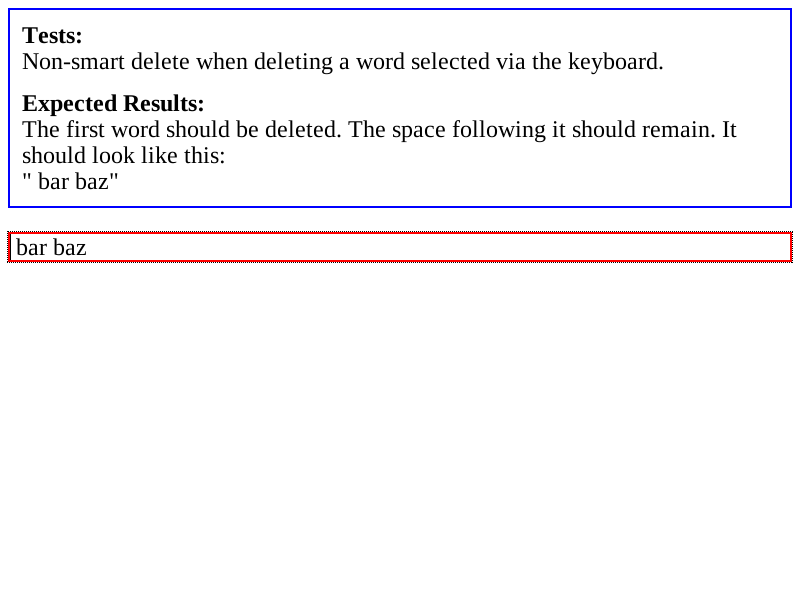 Tests:
Non-smart delete when deleting a word selected via the keyboard.
Expected Results:
The first word should be deleted. The space following it should remain. It
should look like this:
" bar baz"
 bar baz